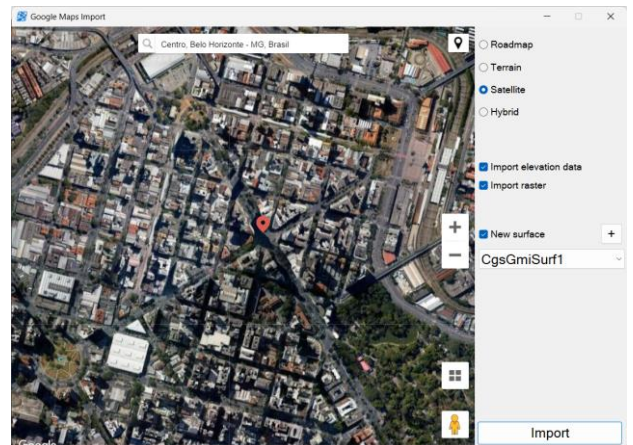 Google Maps Import
Centro, Belo Horizonte - MG, Brasil
Roadmap
Terrain
Satellite
Hybrid
Import elevation data
Import raster
New surface
+
CgsGmiSurf1
+
−
Google
Import